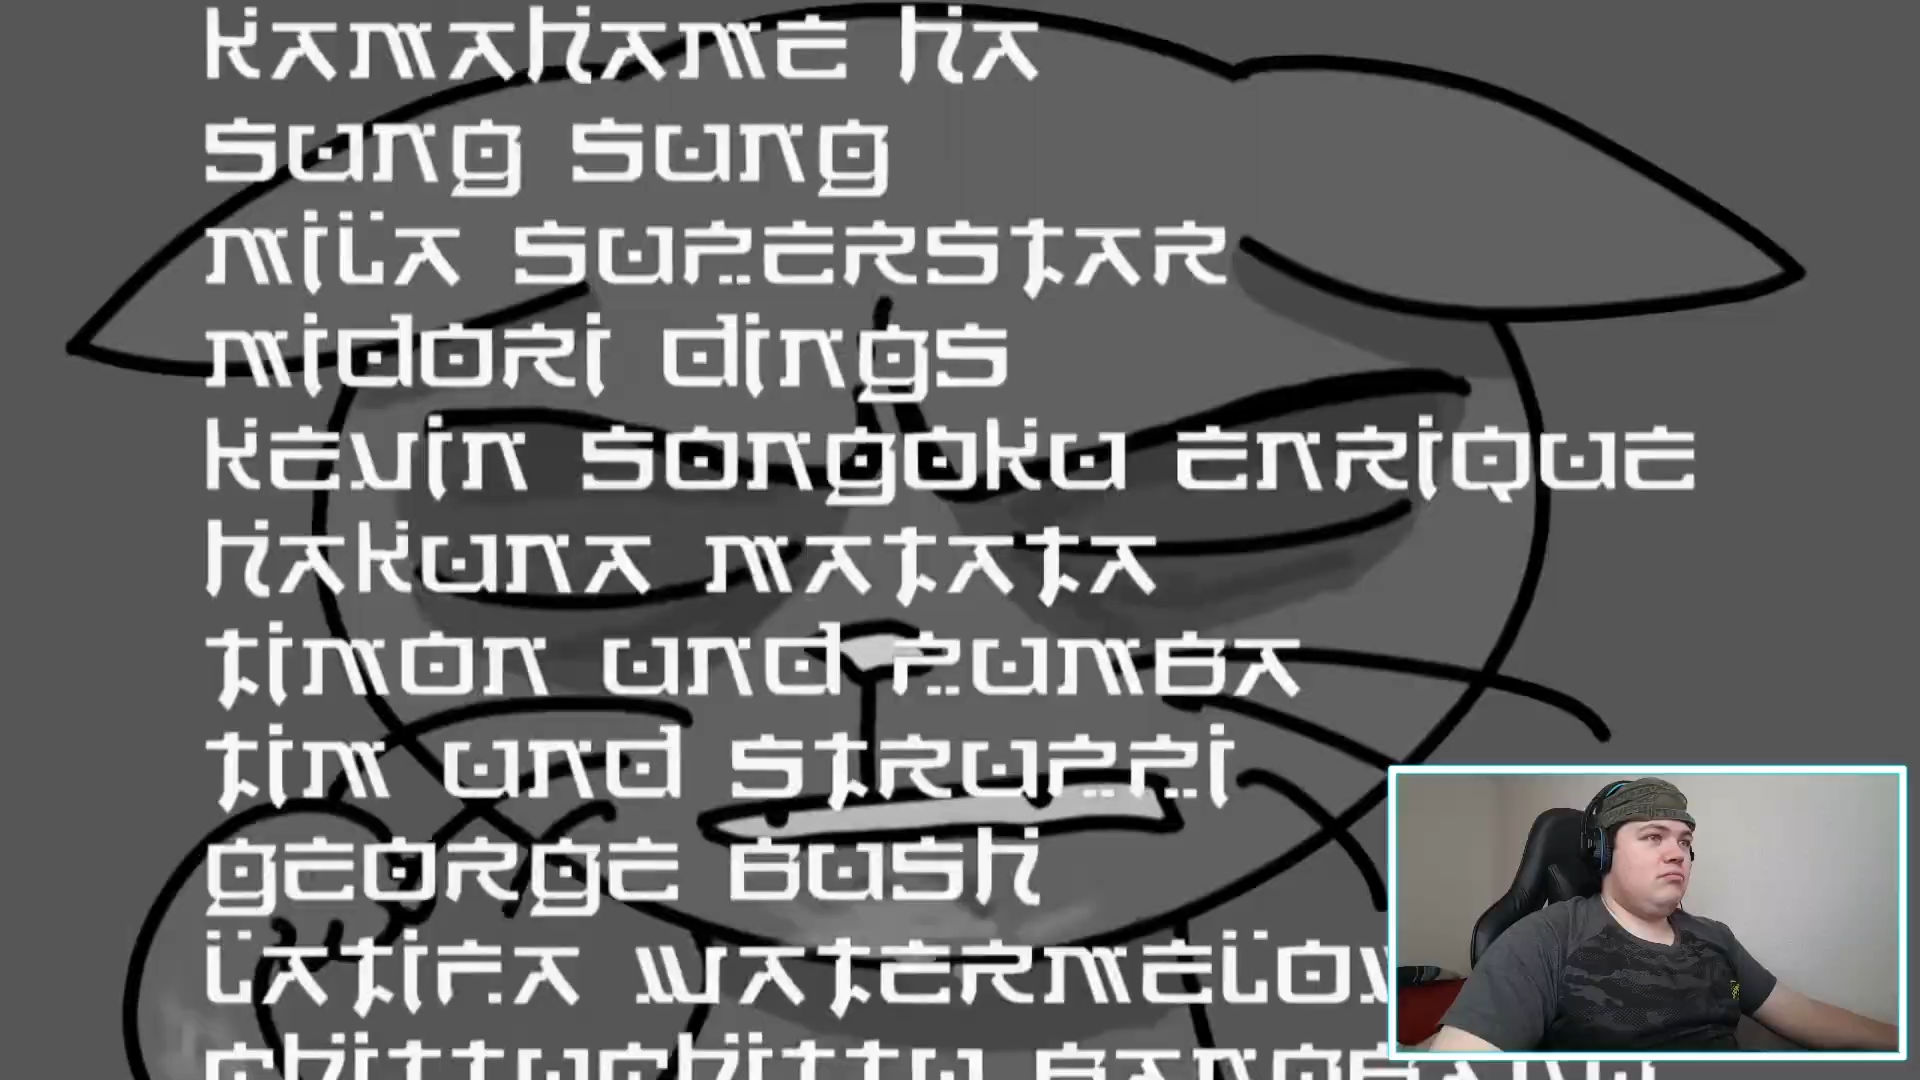 KAMAHAME HA
SUNG SUNG
MILA SUPERSTAR
MIDORI DINGS
KEVIN SONGOKU ENRIQUE
HAKUNA MATATA
TIMON UND PUMBA
TIM UND STRUPPI
GEORGE BUSH
LATIFA